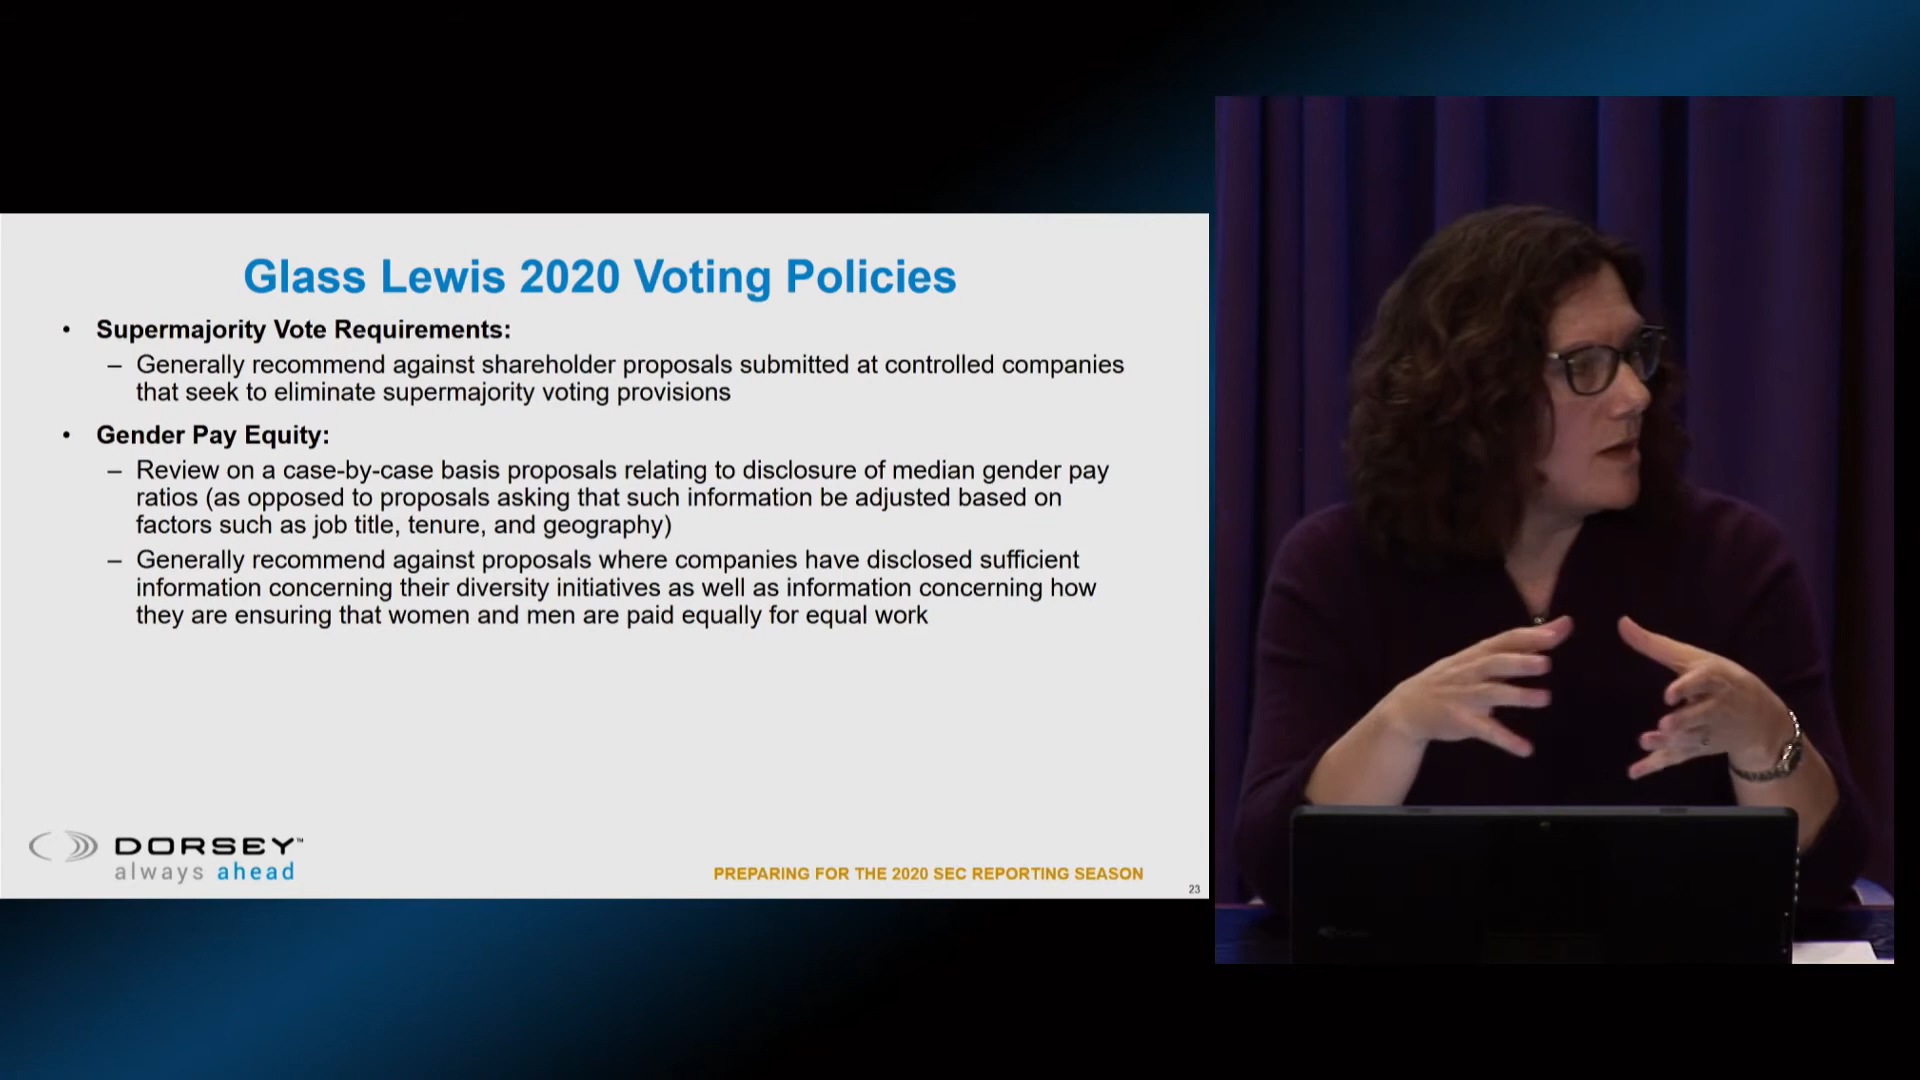 Glass Lewis 2020 Voting Policies
• Supermajority Vote Requirements:
– Generally recommend against shareholder proposals submitted at controlled companies
that seek to eliminate supermajority voting provisions
• Gender Pay Equity:
– Review on a case-by-case basis proposals relating to disclosure of median gender pay
ratios (as opposed to proposals asking that such information be adjusted based on
factors such as job title, tenure, and geography)
– Generally recommend against proposals where companies have disclosed sufficient
information concerning their diversity initiatives as well as information concerning how
they are ensuring that women and men are paid equally for equal work
DORSEY™
always ahead
PREPARING FOR THE 2020 SEC REPORTING SEASON
23